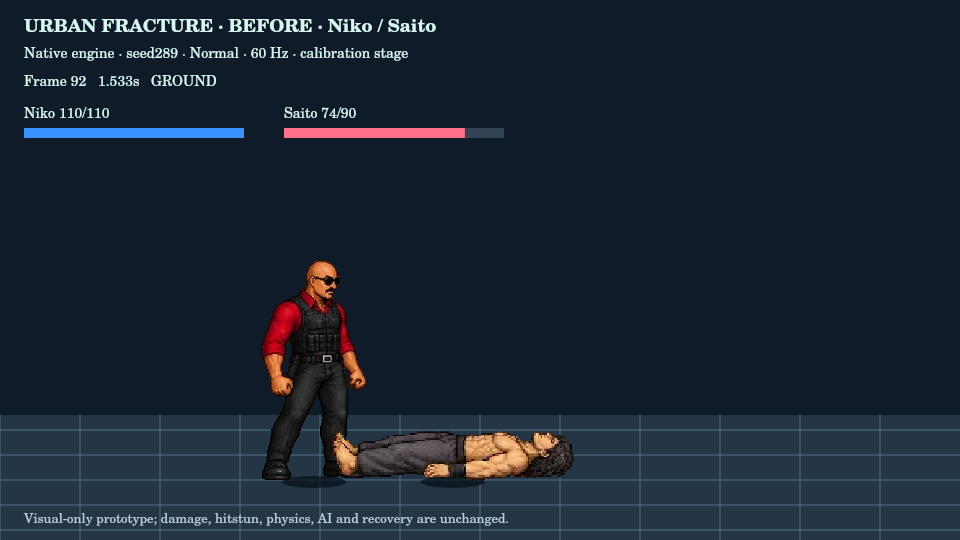 URBAN FRACTURE · BEFORE · Niko / Saito
Native engine · seed289 · Normal · 60 Hz · calibration stage
Frame 92 1.533s GROUND
Niko 110/110 Saito 74/90
Visual-only prototype; damage, hitstun, physics, AI and recovery are unchanged.